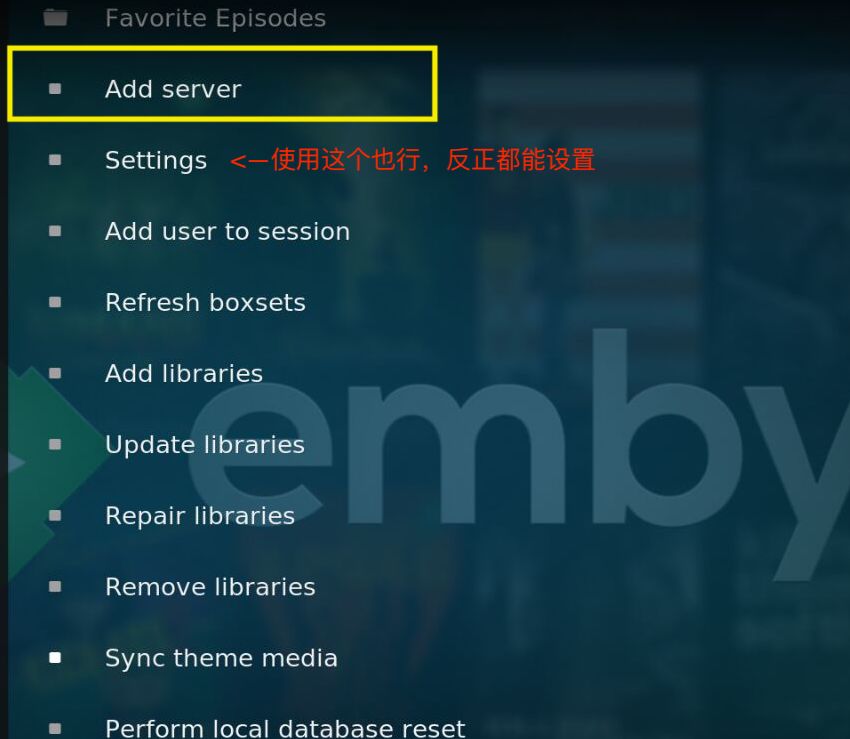 Favorite Episodes
Add server
Settings <—使用这个也行，反正都能设置
Add user to session
Refresh boxsets
Add libraries
Update libraries
emby
Repair libraries
Remove libraries
Sync theme media
Perform local database reset